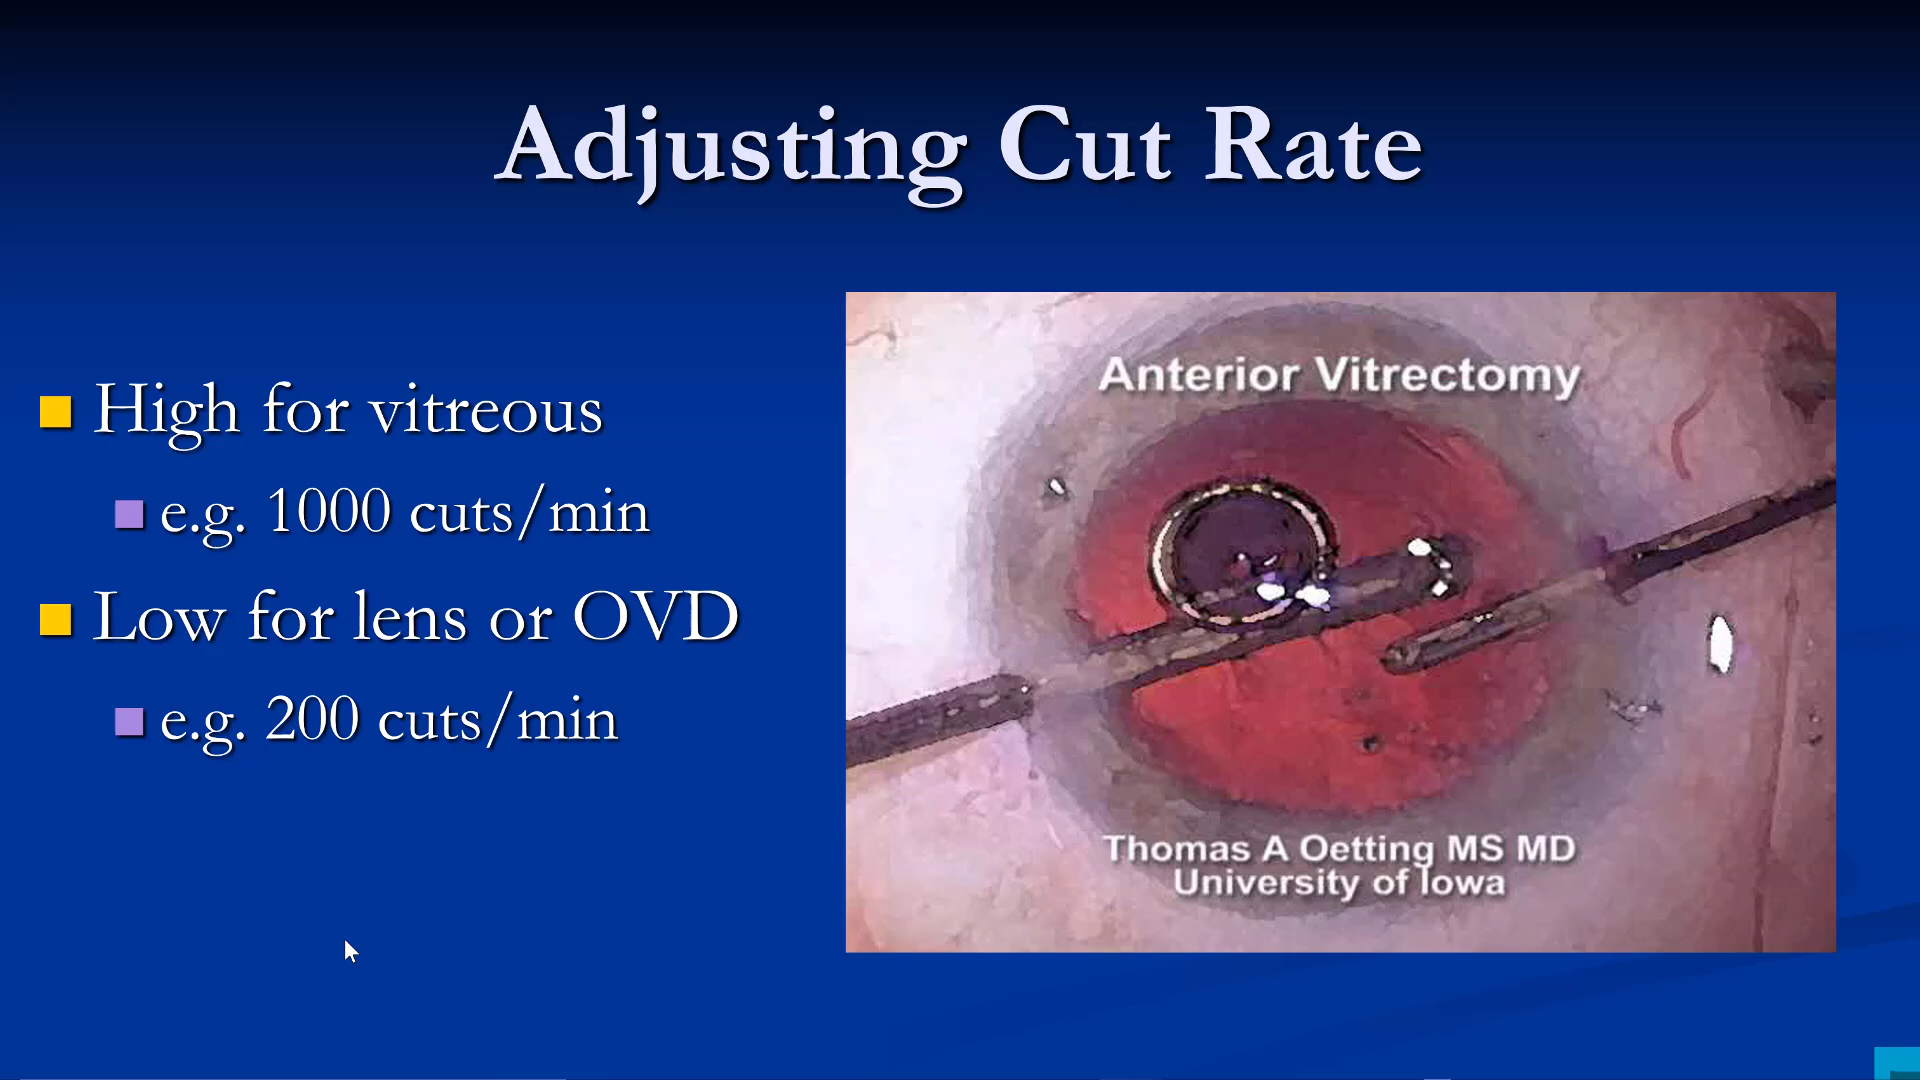 Adjusting Cut Rate
High for vitreous
e.g. 1000 cuts/min
Low for lens or OVD
e.g. 200 cuts/min
Anterior Vitrectomy
Thomas A Oetting MS MD
University of Iowa